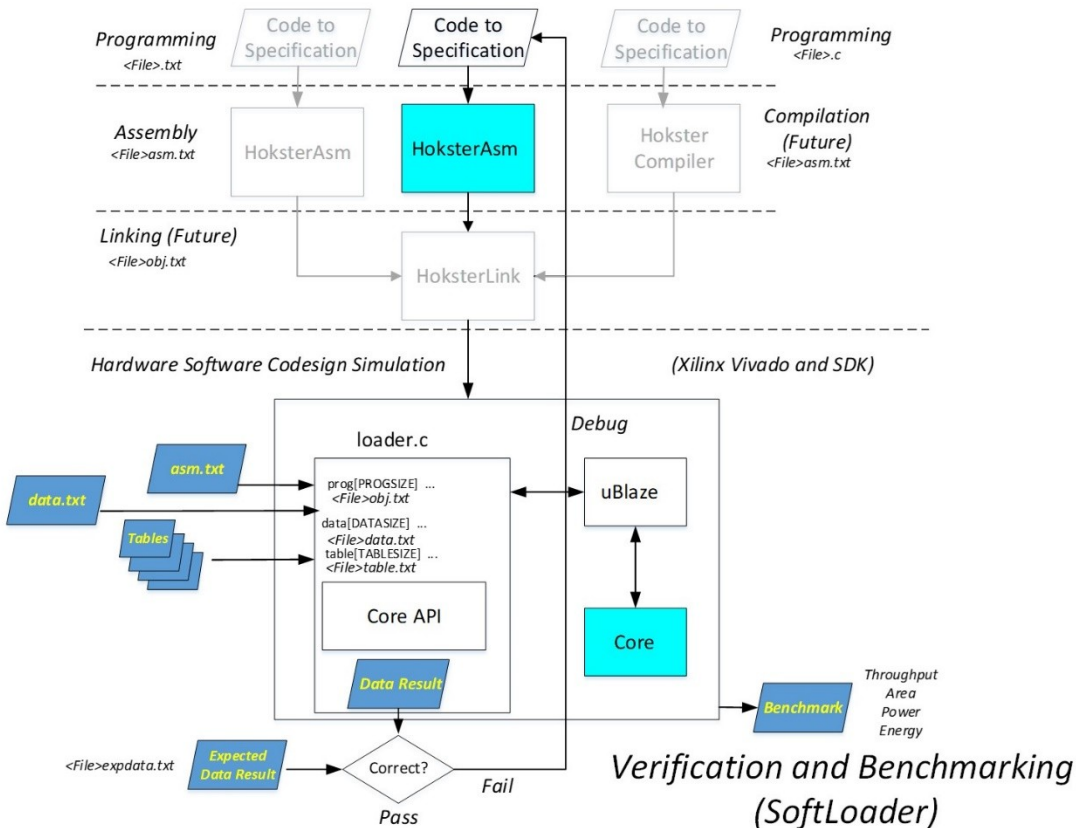 Programming
<File>.txt
Code to
Specification
Code to
Specification
Code to
Specification
Programming
<File>.c
Assembly
<File>asm.txt
HoksterAsm
HoksterAsm
Hokster
Compiler
Compilation
(Future)
<File>asm.txt
Linking (Future)
<File>obj.txt
HoksterLink
Hardware Software Codesign Simulation
(Xilinx Vivado and SDK)
Debug
loader.c
asm.txt
data.txt
Tables
prog[PROGSIZE] ...
<File>obj.txt
data[DATASIZE] ...
<File>data.txt
table[TABLESIZE] ...
<File>table.txt
uBlaze
Core API
Core
Data Result
Benchmark
Throughput
Area
Power
Energy
<File>expdata.txt
Expected
Data Result
Correct?
Fail
Pass
Verification and Benchmarking
(SoftLoader)